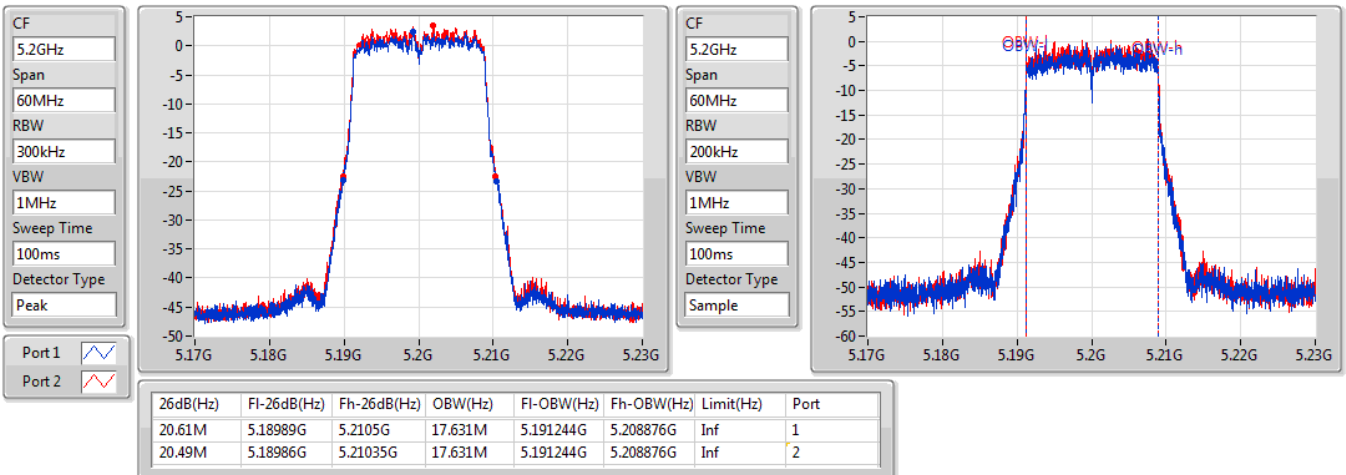 CF
5.2GHz
Span
60MHz
RBW
300kHz
VBW
1MHz
Sweep Time
100ms
Detector Type
Peak
Port 1
Port 2
5
0
-5
-10
-15
-20
-25
-30
-35
-40
-45
-50
5.17G 5.18G 5.19G 5.2G 5.21G 5.22G 5.23G
CF
5.2GHz
Span
60MHz
RBW
200kHz
VBW
1MHz
Sweep Time
100ms
Detector Type
Sample
5
0
-5
-10
-15
-20
-25
-30
-35
-40
-45
-50
-55
-60
OBW-l OBW-h
5.17G 5.18G 5.19G 5.2G 5.21G 5.22G 5.23G
26dB(Hz) Fl-26dB(Hz) Fh-26dB(Hz) OBW(Hz) Fl-OBW(Hz) Fh-OBW(Hz) Limit(Hz) Port
20.61M 5.18989G 5.2105G 17.631M 5.191244G 5.208876G Inf 1
20.49M 5.18986G 5.21035G 17.631M 5.191244G 5.208876G Inf 2